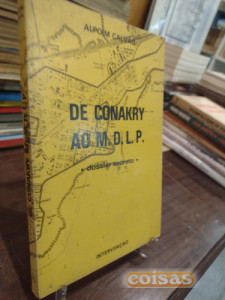 ALPOIM CALVÃO
DE CONAKRY
AO M.D.L.P.
• dossier secreto •
INTERVENÇÃO
coisas